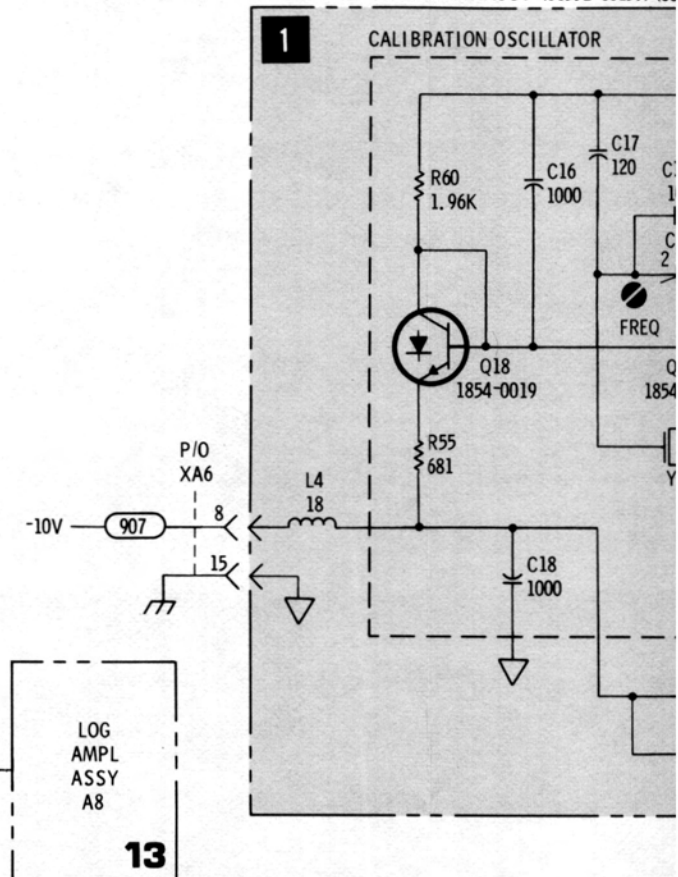 1
CALIBRATION OSCILLATOR
C17
120
C16
1000
R60
1.96K
FREQ
Q18
1854-0019
1854
R55
681
P/O
XA6
L4
18
-10V
907
8
15
C18
1000
LOG
AMPL
ASSY
A8
13